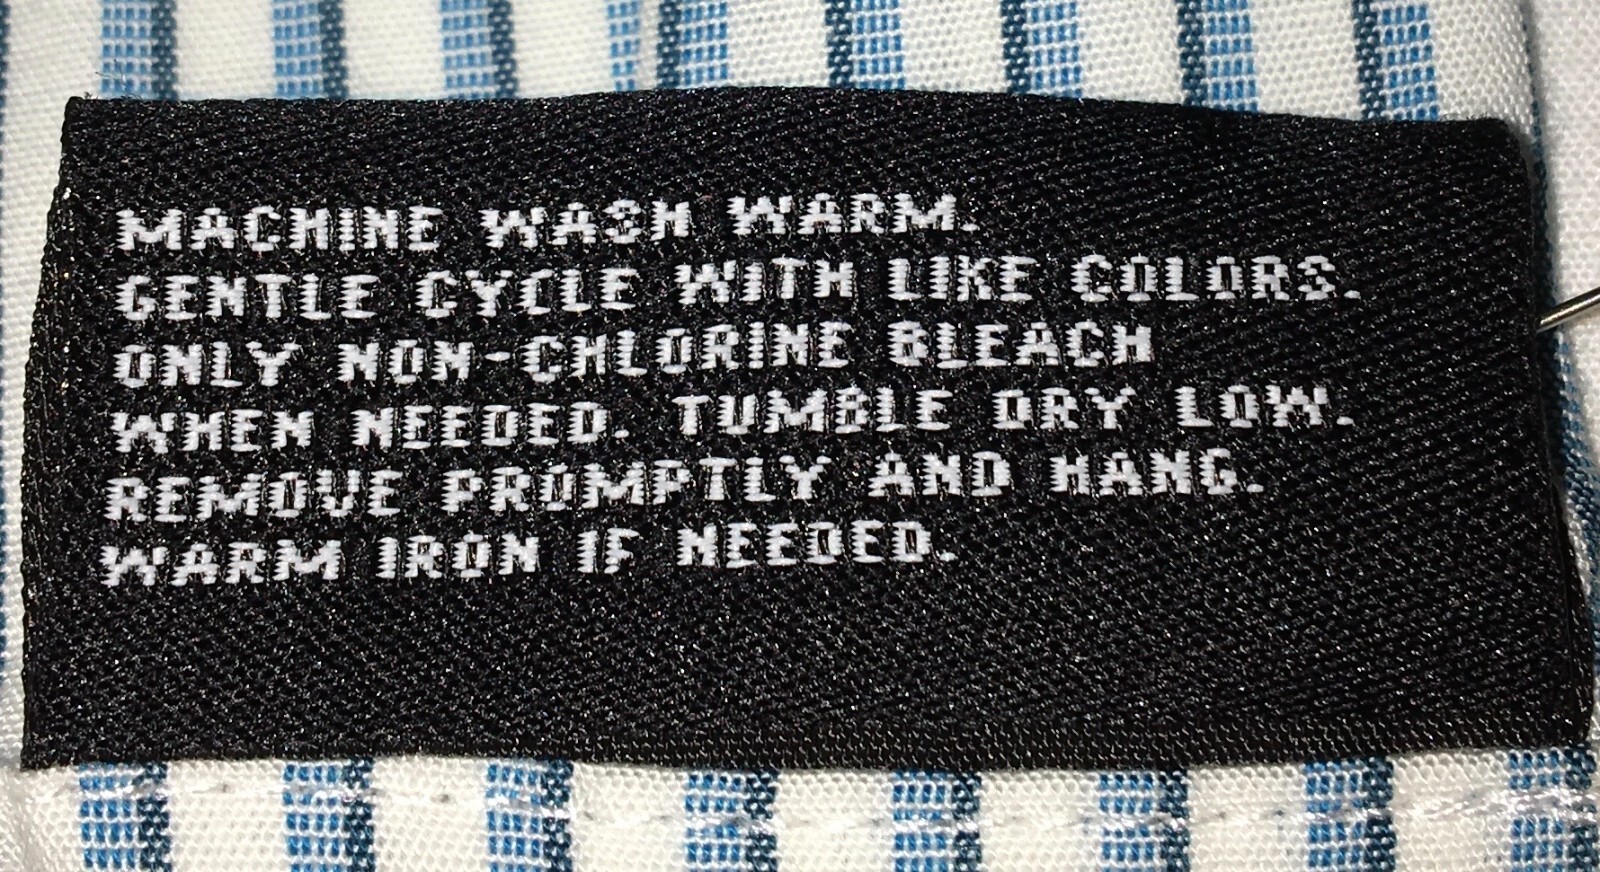 MACHINE WASH WARM.
GENTLE CYCLE WITH LIKE COLORS.
ONLY NON-CHLORINE BLEACH
WHEN NEEDED. TUMBLE DRY LOW.
REMOVE PROMPTLY AND HANG.
WARM IRON IF NEEDED.